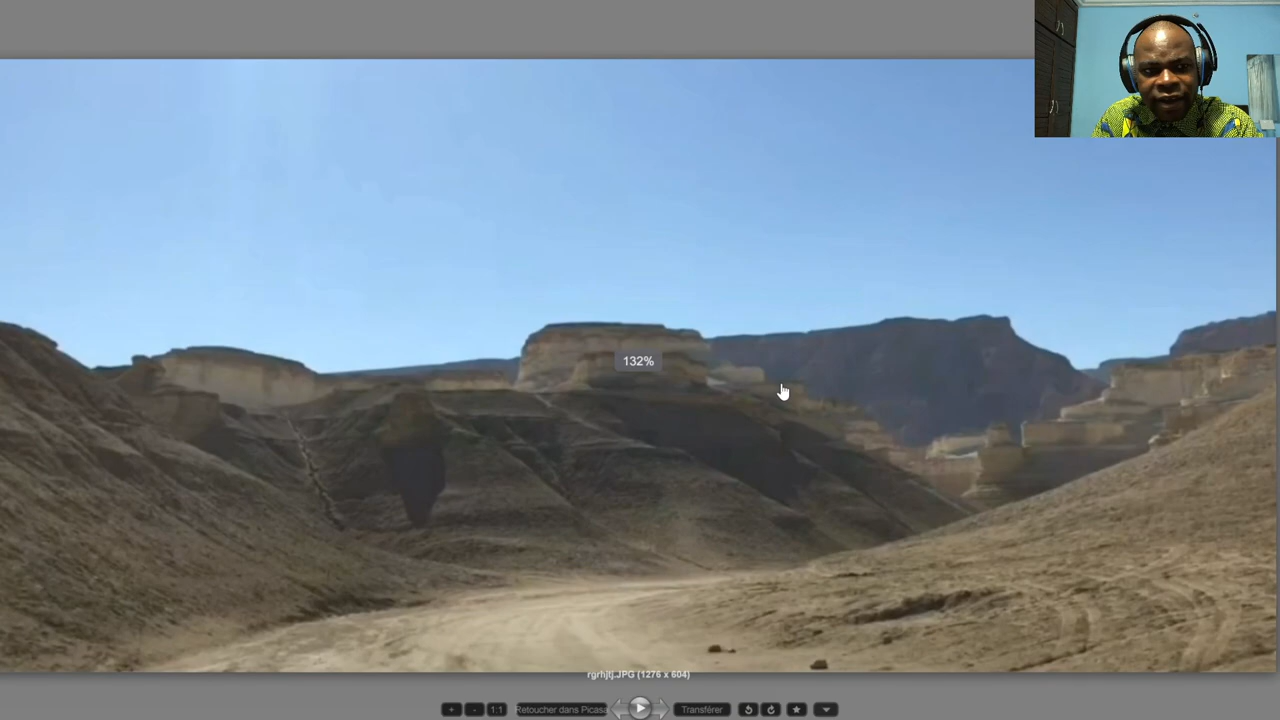 132%
rgrhjtj.JPG (1276 x 604)
+ - 1:1 Retoucher dans Picasa Transférer